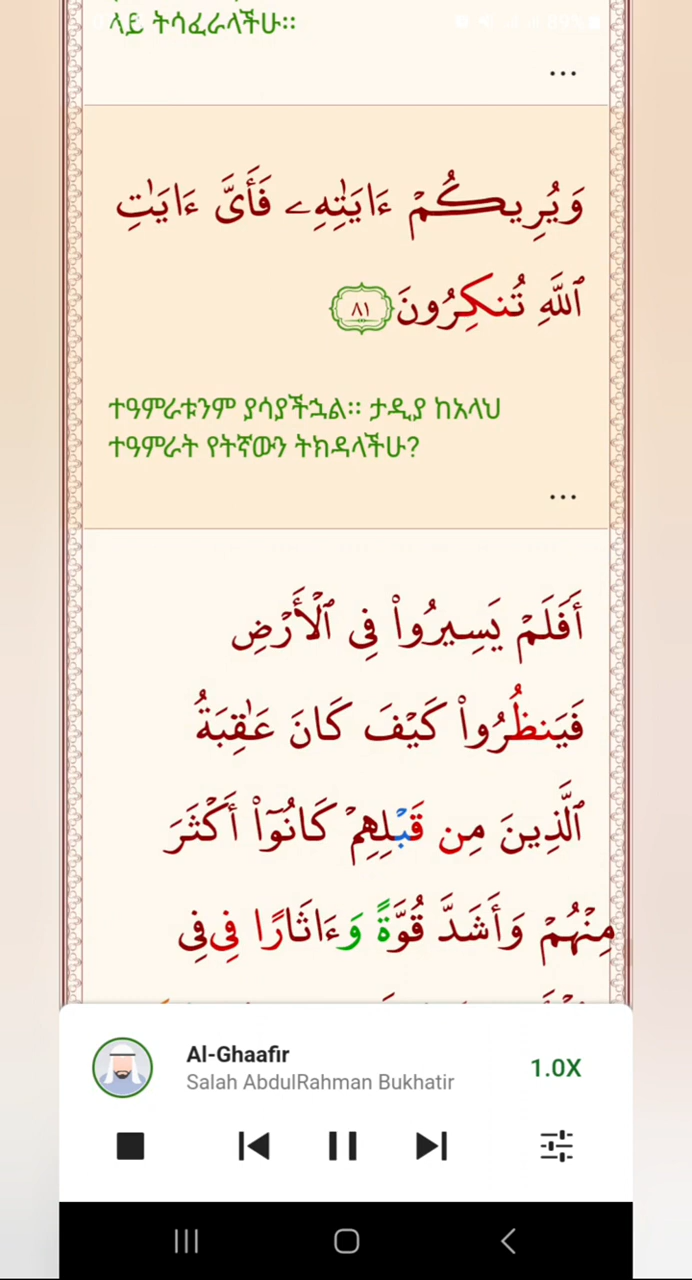 ላይ ትሳፈራላችሁ፡፡
...
وَيُرِيكُمْ ءَايَٰتِهِۦ فَأَىَّ ءَايَٰتِ
ٱللَّهِ تُنكِرُونَ ٨١
ተዓምራቱንም ያሳያችኋል፡፡ ታዲያ ከአላህ
ተዓምራት የትኛውን ትክዳላችሁ?
...
أَفَلَمْ يَسِيرُوا۟ فِى ٱلْأَرْضِ
فَيَنظُرُوا۟ كَيْفَ كَانَ عَٰقِبَةُ
ٱلَّذِينَ مِن قَبْلِهِمْ كَانُوٓا۟ أَكْثَرَ
مِنْهُمْ وَأَشَدَّ قُوَّةً وَءَاثَارًا فِى فِى
Al-Ghaafir
Salah AbdulRahman Bukhatir
1.0X